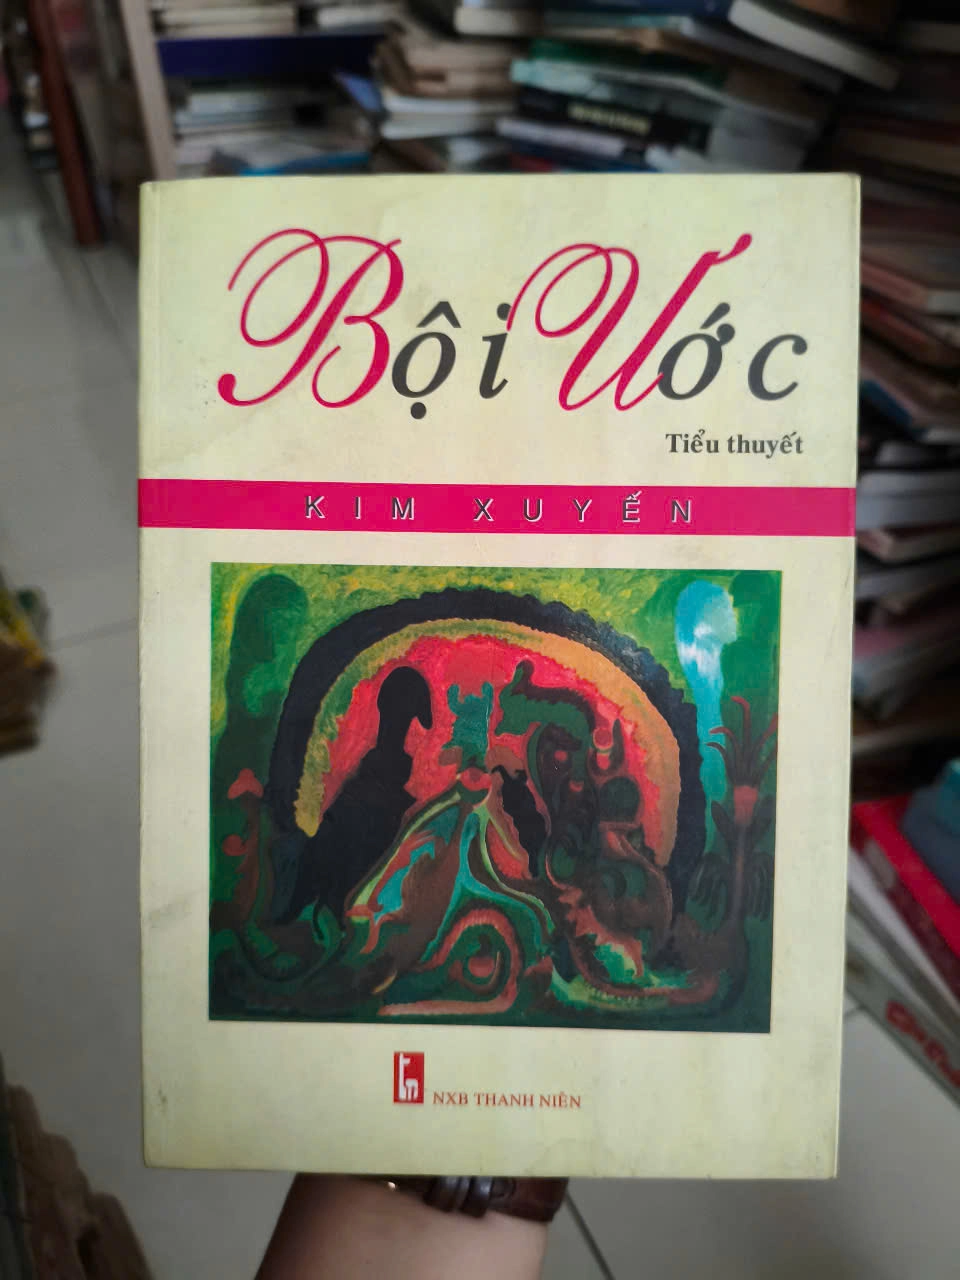 Bội Ước
Tiểu thuyết
KIM XUYẾN
NXB THANH NIÊN